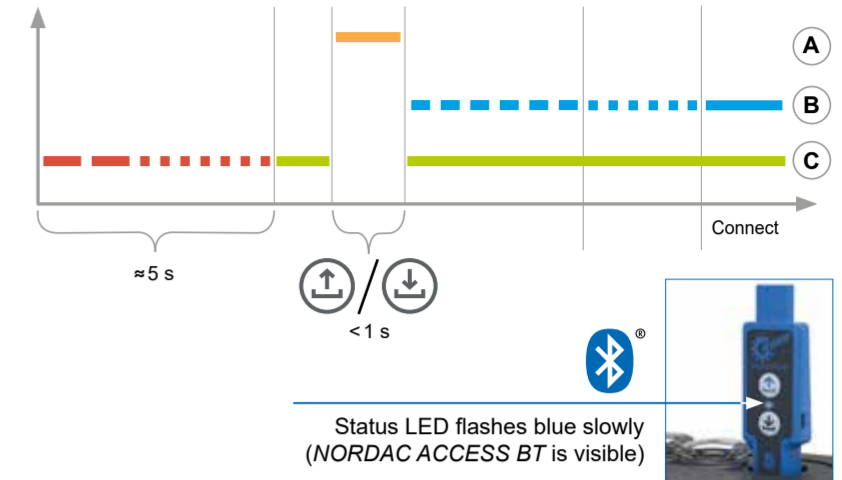 A
B
C
Connect
≈5 s
<1 s
®
Status LED flashes blue slowly
(NORDAC ACCESS BT is visible)